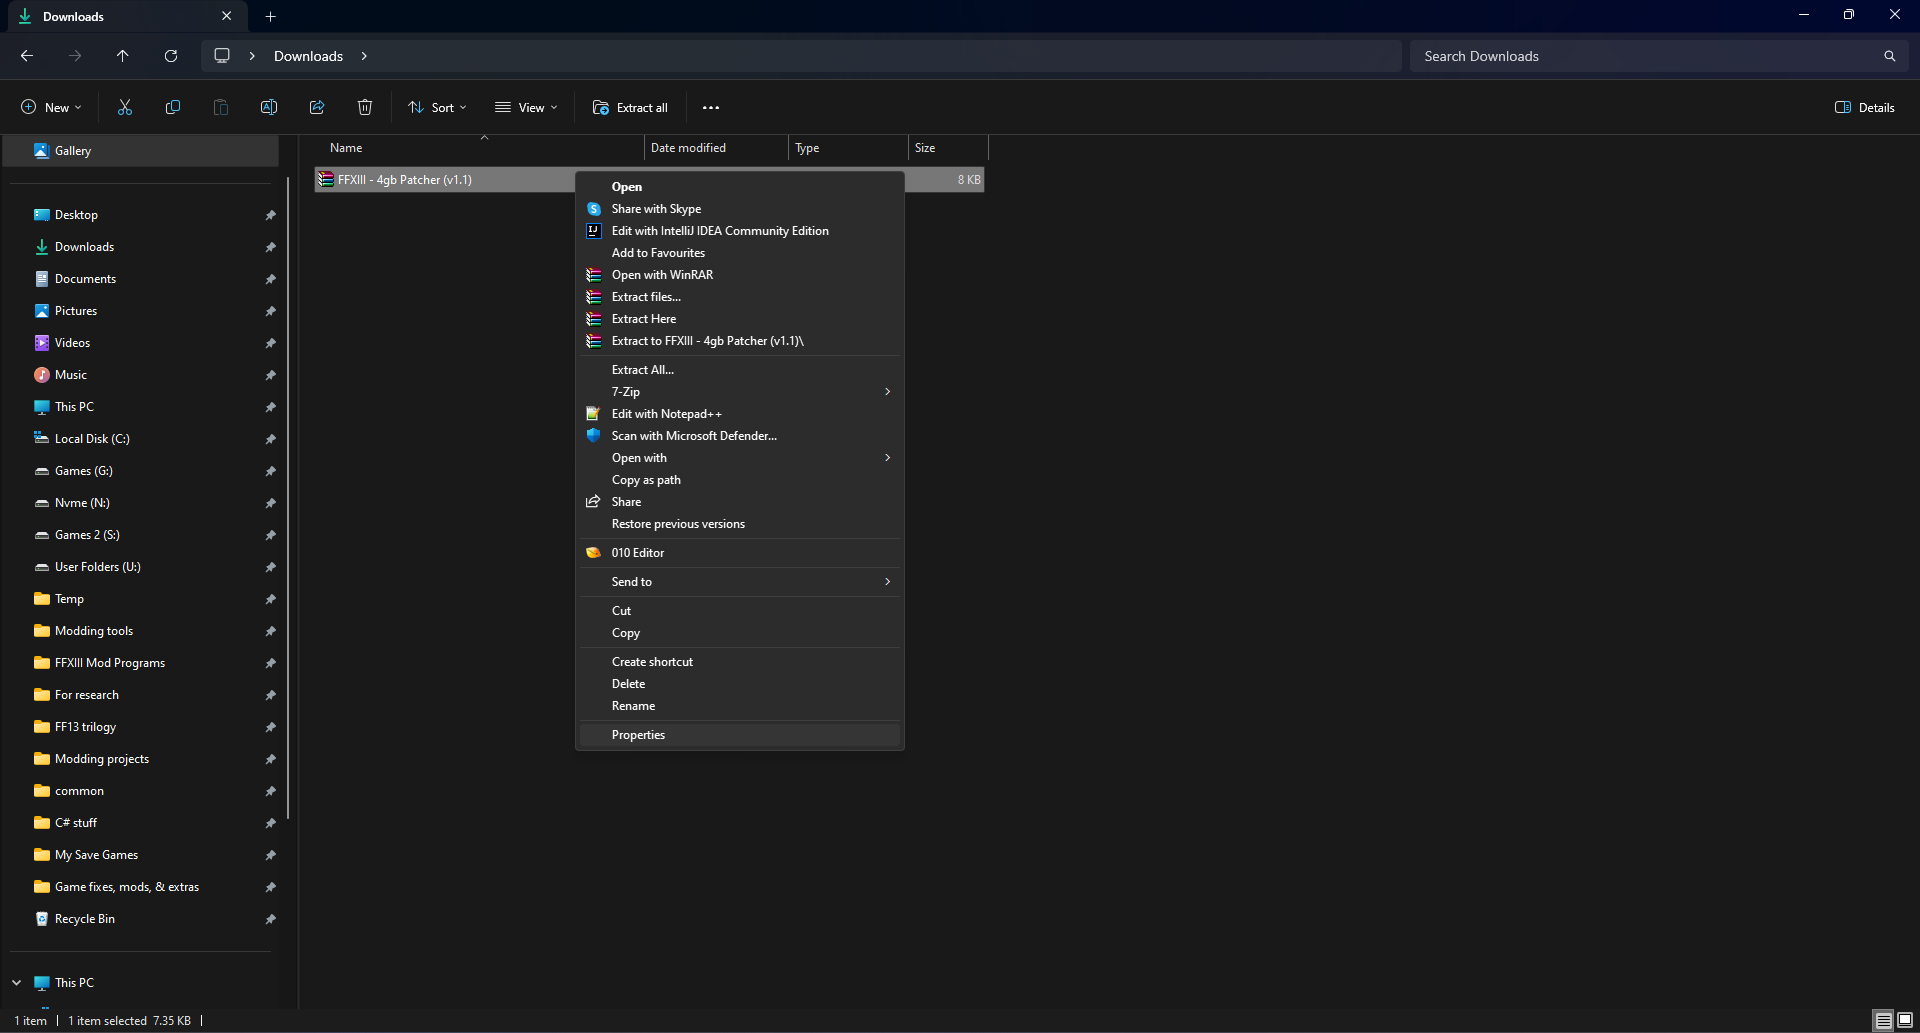 Downloads
Downloads
Search Downloads
New
Sort
View
Extract all
Details
Gallery
Desktop
Downloads
Documents
Pictures
Videos
Music
This PC
Local Disk (C:)
Games (G:)
Nvme (N:)
Games 2 (S:)
User Folders (U:)
Temp
Modding tools
FFXIII Mod Programs
For research
FF13 trilogy
Modding projects
common
C# stuff
My Save Games
Game fixes, mods, & extras
Recycle Bin
This PC
Name Date modified Type Size
FFXIII - 4gb Patcher (v1.1) 8 KB
Open
Share with Skype
Edit with IntelliJ IDEA Community Edition
Add to Favourites
Open with WinRAR
Extract files...
Extract Here
Extract to FFXIII - 4gb Patcher (v1.1)\
Extract All...
7-Zip
Edit with Notepad++
Scan with Microsoft Defender...
Open with
Copy as path
Share
Restore previous versions
010 Editor
Send to
Cut
Copy
Create shortcut
Delete
Rename
Properties
1 item 1 item selected 7.35 KB